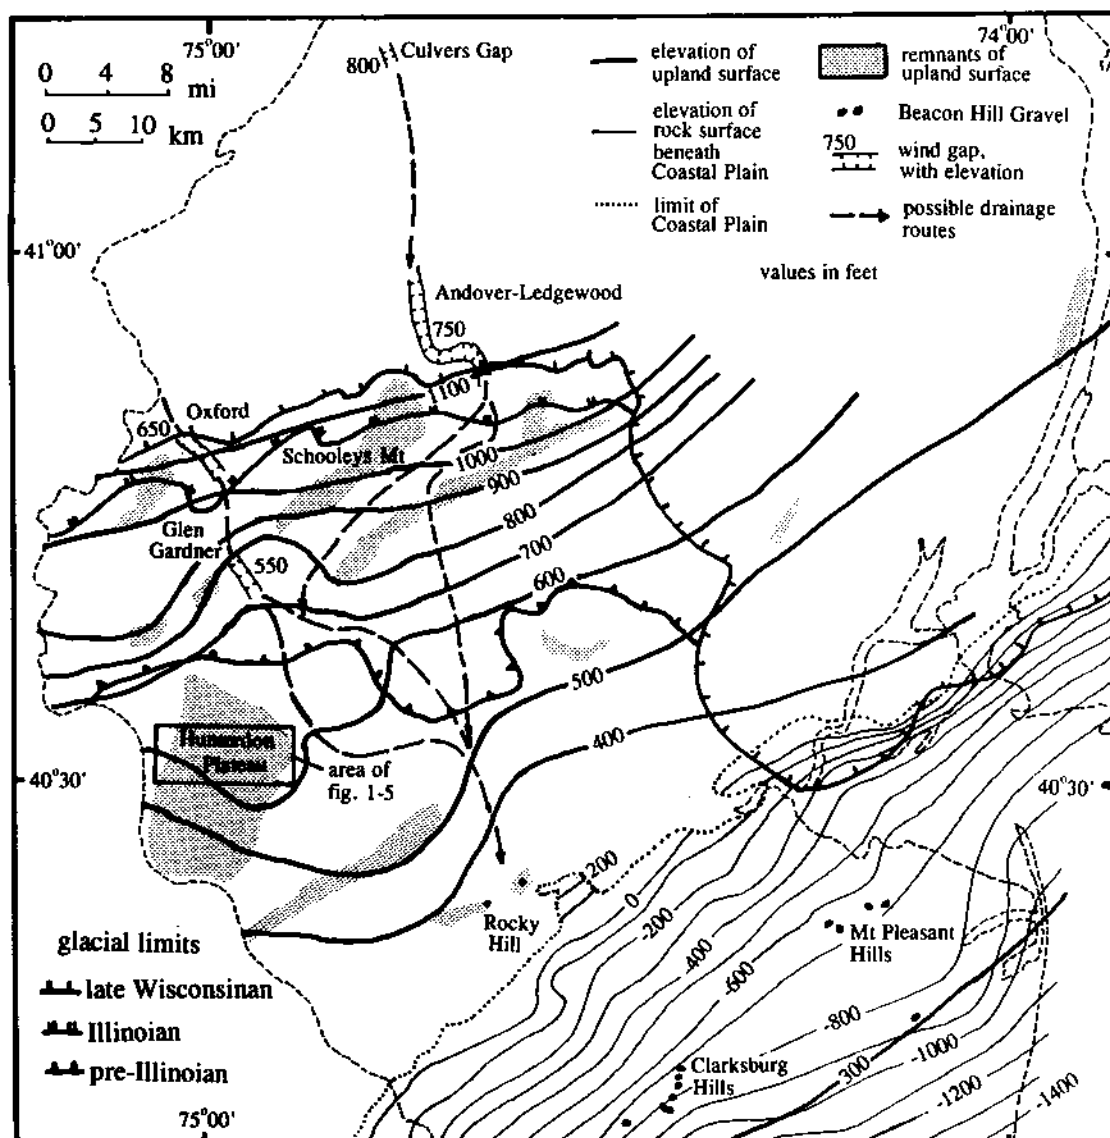 75°00'
74°00'
Culvers Gap
800
0 4 8
mi
0 5 10
km
elevation of
upland surface
remnants of
upland surface
elevation of
rock surface
beneath
Coastal Plain
Beacon Hill Gravel
750
wind gap,
with elevation
limit of
Coastal Plain
possible drainage
routes
values in feet
41°00'
Andover-Ledgewood
750
1100
Oxford
650
Schooleys Mt
1000
900
Glen
Gardner
800
700
550
600
500
400
Hunterdon
Plateau
area of
fig. 1-5
40°30'
40°30'
200
0
-200
-400
-600
Rocky
Hill
Mt Pleasant
Hills
glacial limits
late Wisconsinan
Illinoian
pre-Illinoian
-800
300
-1000
-1200
-1400
Clarksburg
Hills
75°00'